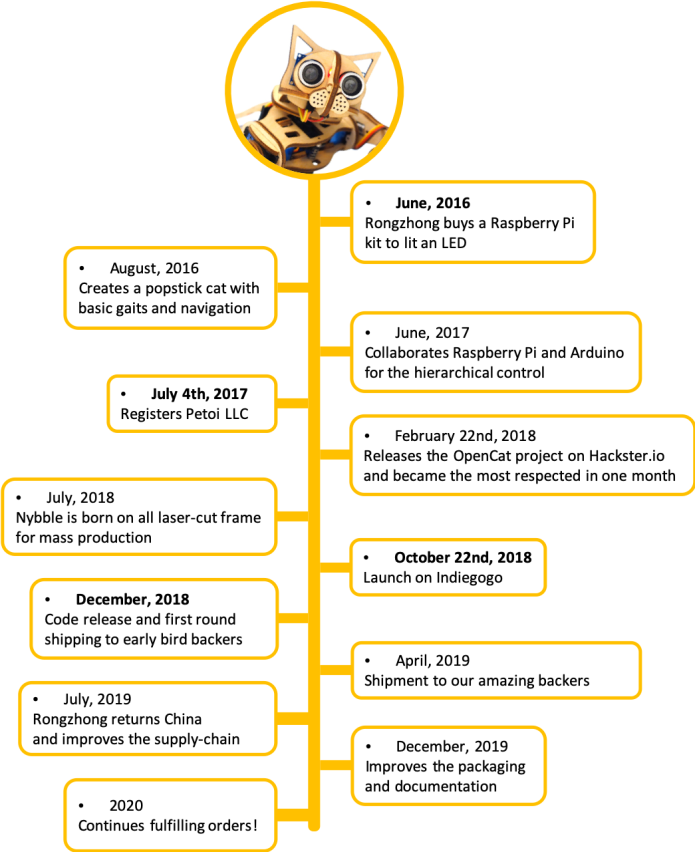 • June, 2016
Rongzhong buys a Raspberry Pi
kit to lit an LED
• August, 2016
Creates a popstick cat with
basic gaits and navigation
• June, 2017
Collaborates Raspberry Pi and Arduino
for the hierarchical control
• July 4th, 2017
Registers Petoi LLC
• February 22nd, 2018
Releases the OpenCat project on Hackster.io
and became the most respected in one month
• July, 2018
Nybble is born on all laser-cut frame
for mass production
• October 22nd, 2018
Launch on Indiegogo
• December, 2018
Code release and first round
shipping to early bird backers
• April, 2019
Shipment to our amazing backers
• July, 2019
Rongzhong returns China
and improves the supply-chain
• December, 2019
Improves the packaging
and documentation
• 2020
Continues fulfilling orders!